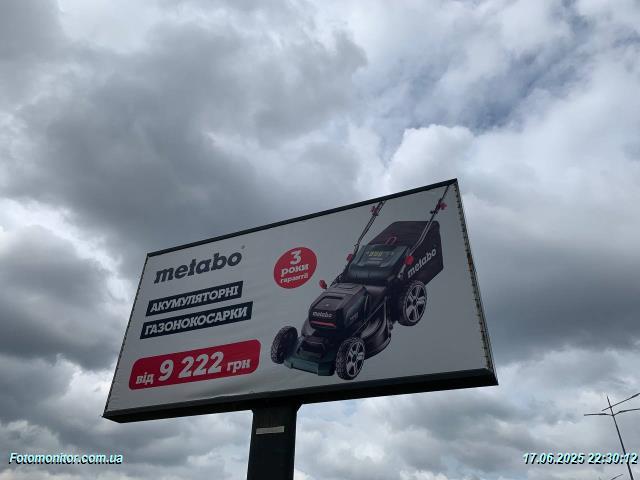 metabo
АКУМУЛЯТОРНІ
ГАЗОНОКОСАРКИ
від 9 222 грн
3
роки
гарантії
metabo
metabo
Fotomonitor.com.ua
17.06.2025 22:30:12